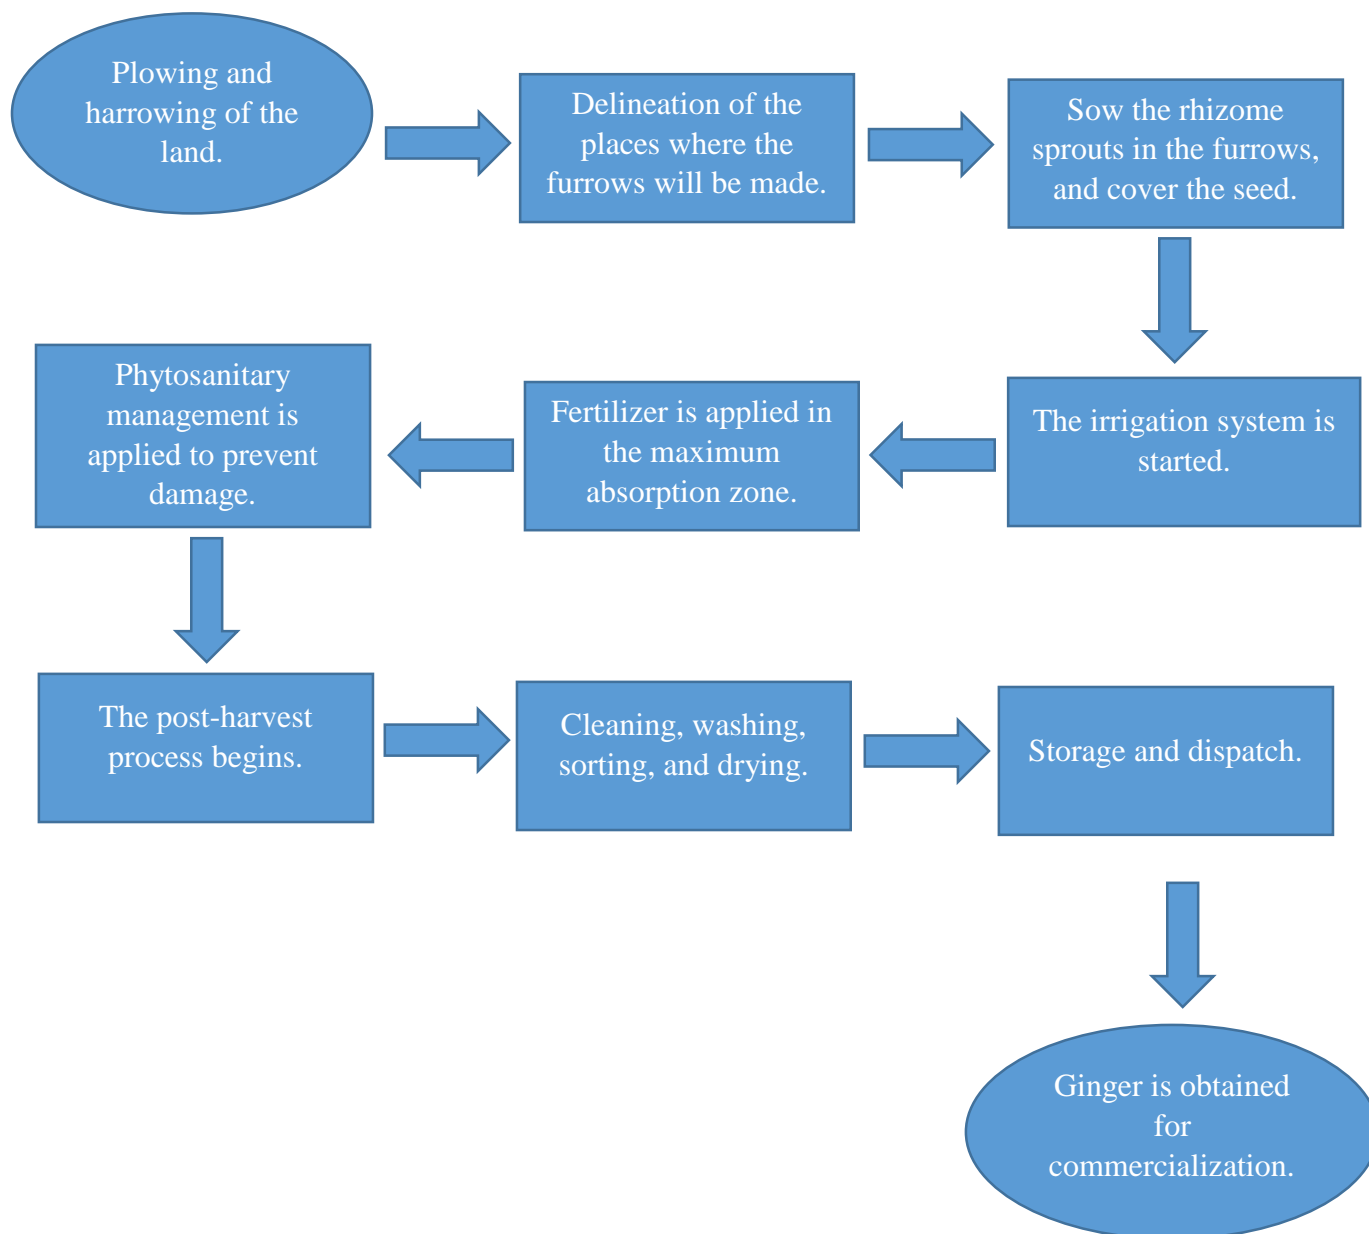 Plowing and
harrowing of the
land.
Delineation of the
places where the
furrows will be made.
Sow the rhizome
sprouts in the furrows,
and cover the seed.
The irrigation system is
started.
Fertilizer is applied in
the maximum
absorption zone.
Phytosanitary
management is
applied to prevent
damage.
The post-harvest
process begins.
Cleaning, washing,
sorting, and drying.
Storage and dispatch.
Ginger is obtained
for
commercialization.